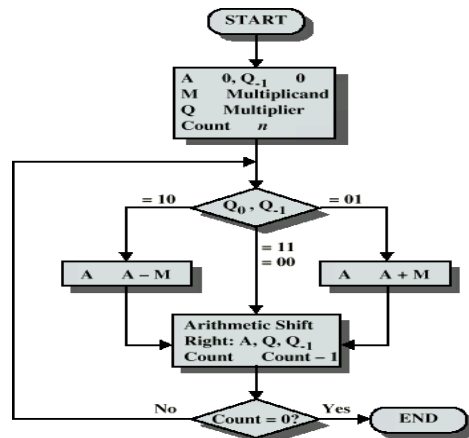 START
A 0, Q-1 0
M Multiplicand
Q Multiplier
Count n
= 10
Q0, Q-1
= 01
= 11
= 00
A A – M
A A + M
Arithmetic Shift
Right: A, Q, Q-1
Count Count – 1
No
Count = 0?
Yes
END